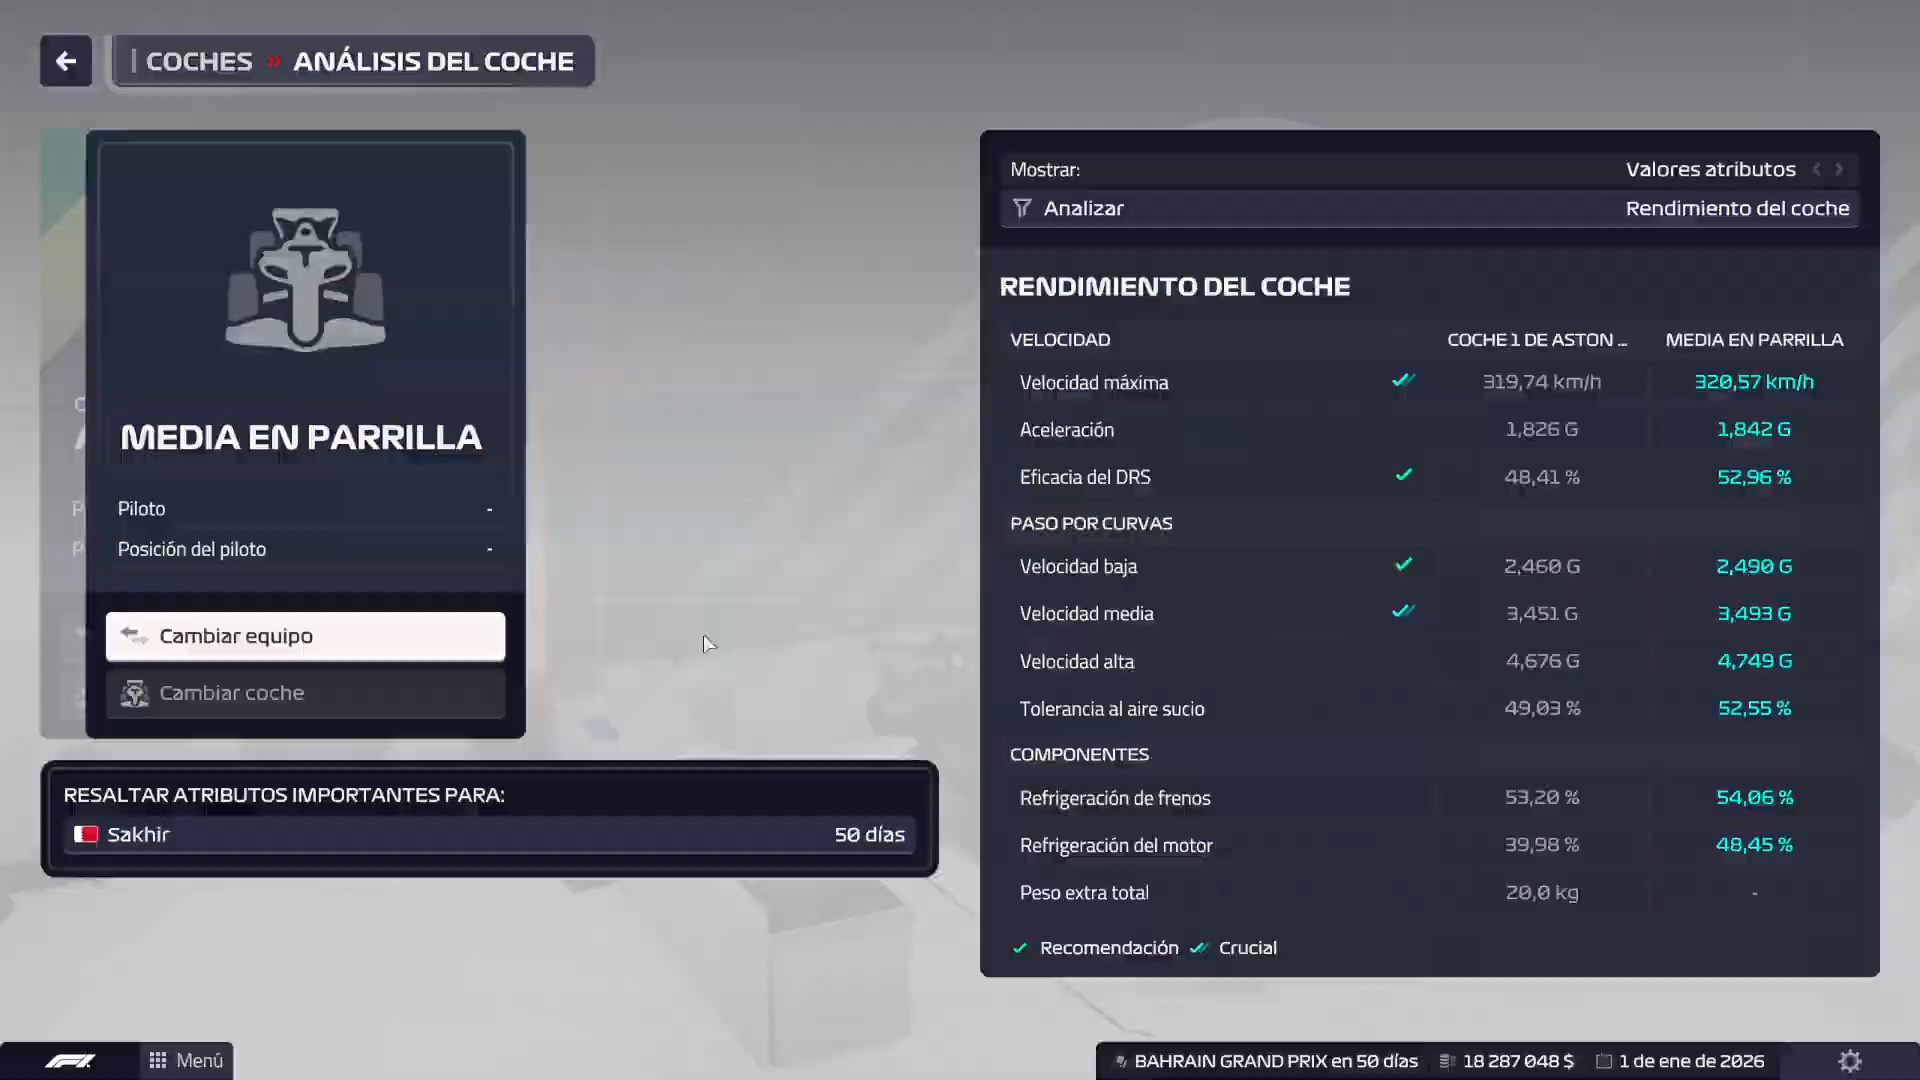 COCHES » ANÁLISIS DEL COCHE
MEDIA EN PARRILLA
Piloto -
Posición del piloto -
Cambiar equipo
Cambiar coche
RESALTAR ATRIBUTOS IMPORTANTES PARA:
Sakhir 50 días
Mostrar: Valores atributos
Analizar Rendimiento del coche
RENDIMIENTO DEL COCHE
VELOCIDAD COCHE 1 DE ASTON ... MEDIA EN PARRILLA
Velocidad máxima 319,74 km/h 320,57 km/h
Aceleración 1,826 G 1,842 G
Eficacia del DRS 48,41 % 52,96 %
PASO POR CURVAS
Velocidad baja 2,460 G 2,490 G
Velocidad media 3,451 G 3,493 G
Velocidad alta 4,676 G 4,749 G
Tolerancia al aire sucio 49,03 % 52,55 %
COMPONENTES
Refrigeración de frenos 53,20 % 54,06 %
Refrigeración del motor 39,98 % 48,45 %
Peso extra total 20,0 kg -
Recomendación Crucial
Menú
BAHRAIN GRAND PRIX en 50 días 18 287 048 $ 1 de ene de 2026